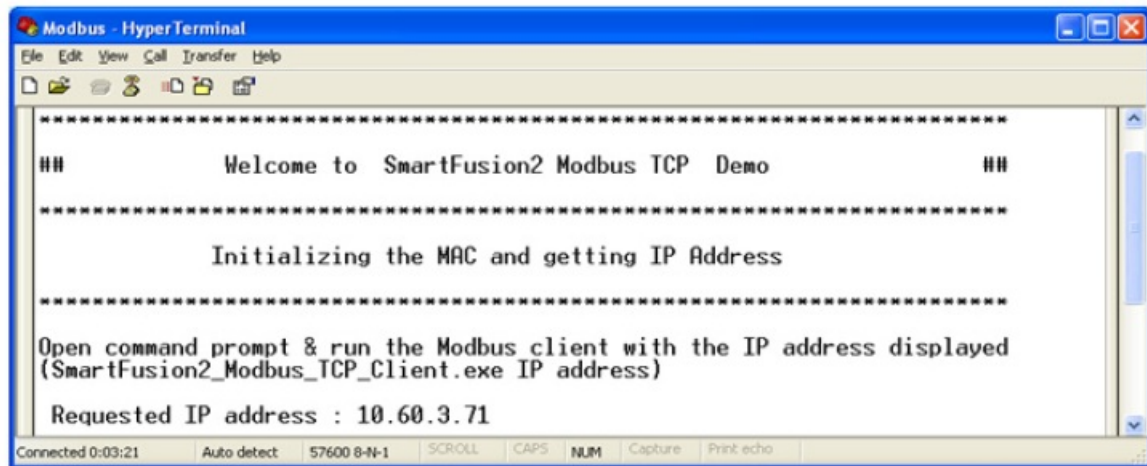 Modbus - HyperTerminal
File Edit View Call Transfer Help
*************************************************************************
## Welcome to SmartFusion2 Modbus TCP Demo ##
*************************************************************************
Initializing the MAC and getting IP Address
*************************************************************************
Open command prompt & run the Modbus client with the IP address displayed
(SmartFusion2_Modbus_TCP_Client.exe IP address)
Requested IP address : 10.60.3.71
Connected 0:03:21 Auto detect 57600 8-N-1 SCROLL CAPS NUM Capture Print echo